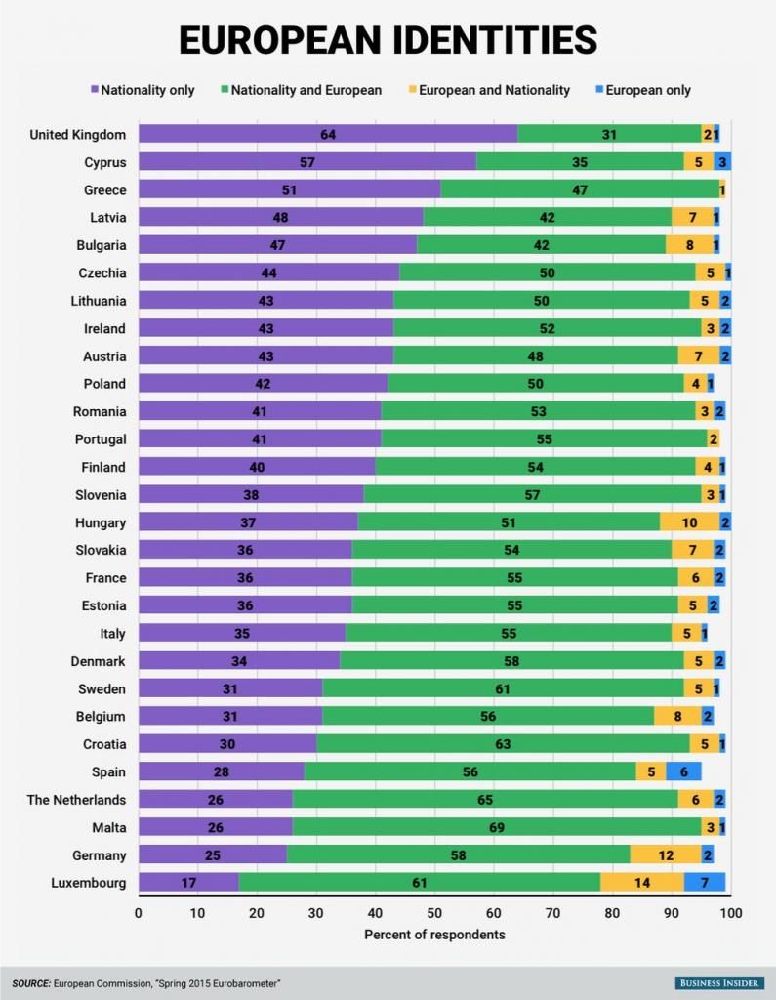 EUROPEAN IDENTITIES
Nationality only Nationality and European European and Nationality European only
United Kingdom 64 31 2 1
Cyprus 57 35 5 3
Greece 51 47 1
Latvia 48 42 7 1
Bulgaria 47 42 8 1
Czechia 44 50 5 1
Lithuania 43 50 5 2
Ireland 43 52 3 2
Austria 43 48 7 2
Poland 42 50 4 1
Romania 41 53 3 2
Portugal 41 55 2
Finland 40 54 4 1
Slovenia 38 57 3 1
Hungary 37 51 10 2
Slovakia 36 54 7 2
France 36 55 6 2
Estonia 36 55 5 2
Italy 35 55 5 1
Denmark 34 58 5 2
Sweden 31 61 5 1
Belgium 31 56 8 2
Croatia 30 63 5 1
Spain 28 56 5 6
The Netherlands 26 65 6 2
Malta 26 69 3 1
Germany 25 58 12 2
Luxembourg 17 61 14 7
0 10 20 30 40 50 60 70 80 90 100
Percent of respondents
SOURCE: European Commission, "Spring 2015 Eurobarometer" BUSINESS INSIDER